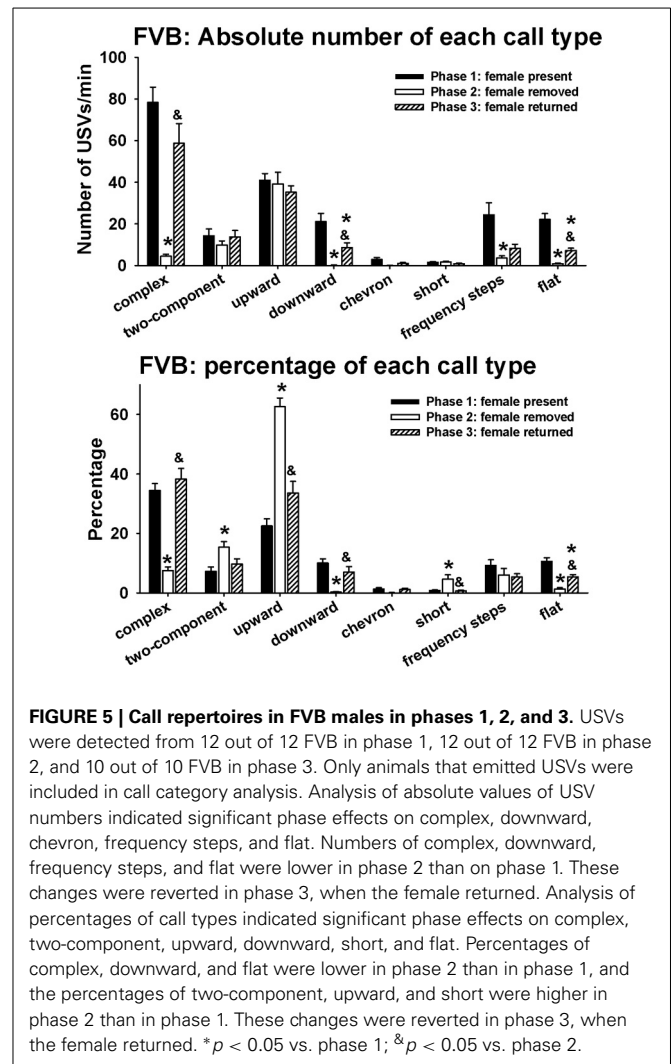 FVB: Absolute number of each call type
100
80
60
40
20
0
Number of USVs/min
Phase 1: female present
Phase 2: female removed
Phase 3: female returned
&
*
*
&
*
*
*
&
*
complex
two-component
upward
downward
chevron
short
frequency steps
flat
FVB: percentage of each call type
60
40
20
0
Percentage
Phase 1: female present
Phase 2: female removed
Phase 3: female returned
*
&
*
*
&
*
&
*
&
*
&
*
complex
two-component
upward
downward
chevron
short
frequency steps
flat
FIGURE 5 | Call repertoires in FVB males in phases 1, 2, and 3. USVs
were detected from 12 out of 12 FVB in phase 1, 12 out of 12 FVB in phase
2, and 10 out of 10 FVB in phase 3. Only animals that emitted USVs were
included in call category analysis. Analysis of absolute values of USV
numbers indicated significant phase effects on complex, downward,
chevron, frequency steps, and flat. Numbers of complex, downward,
frequency steps, and flat were lower in phase 2 than on phase 1. These
changes were reverted in phase 3, when the female returned. Analysis of
percentages of call types indicated significant phase effects on complex,
two-component, upward, downward, short, and flat. Percentages of
complex, downward, and flat were lower in phase 2 than in phase 1, and
the percentages of two-component, upward, and short were higher in
phase 2 than in phase 1. These changes were reverted in phase 3, when
the female returned. *p < 0.05 vs. phase 1; &p < 0.05 vs. phase 2.